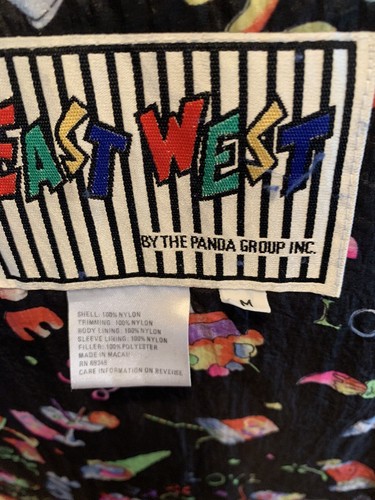 EAST WEST
BY THE PANDA GROUP INC.
M
SHELL: 100% NYLON
TRIMMING: 100% NYLON
BODY LINING: 100% NYLON
SLEEVE LINING: 100% NYLON
FILLER: 100% POLYESTER
MADE IN MACAU
CARE INFORMATION ON REVERSE